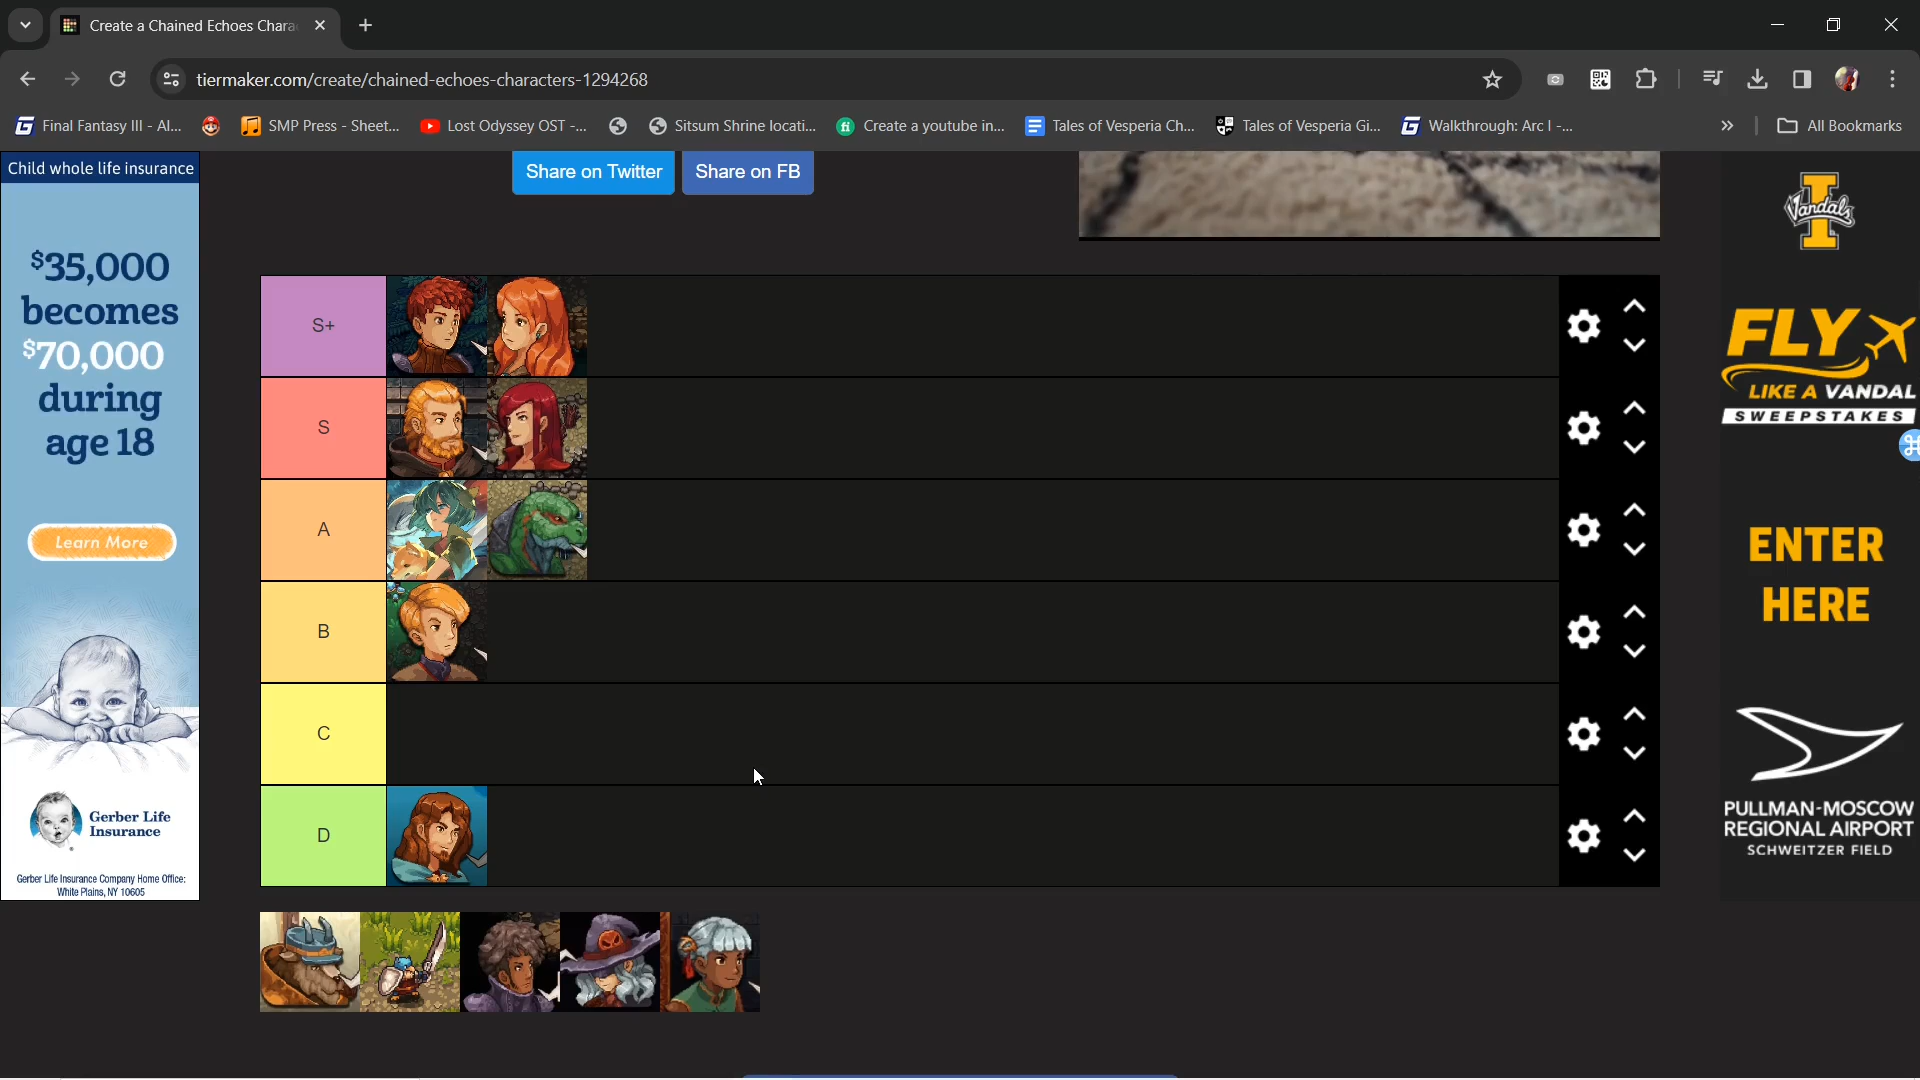 Create a Chained Echoes Chara
tiermaker.com/create/chained-echoes-characters-1294268
Final Fantasy III - Al...
SMP Press - Sheet...
Lost Odyssey OST -...
Sitsum Shrine locati...
Create a youtube in...
Tales of Vesperia Ch...
Tales of Vesperia Gi...
Walkthrough: Arc I -...
All Bookmarks
Child whole life insurance
$35,000
becomes
$70,000
during
age 18
Learn More
Gerber Life
Insurance
Gerber Life Insurance Company Home Office:
White Plains, NY 10605
Share on Twitter
Share on FB
S+
S
A
B
C
D
I
Vandals
FLY
LIKE A VANDAL
SWEEPSTAKES
ENTER
HERE
PULLMAN-MOSCOW
REGIONAL AIRPORT
SCHWEITZER FIELD